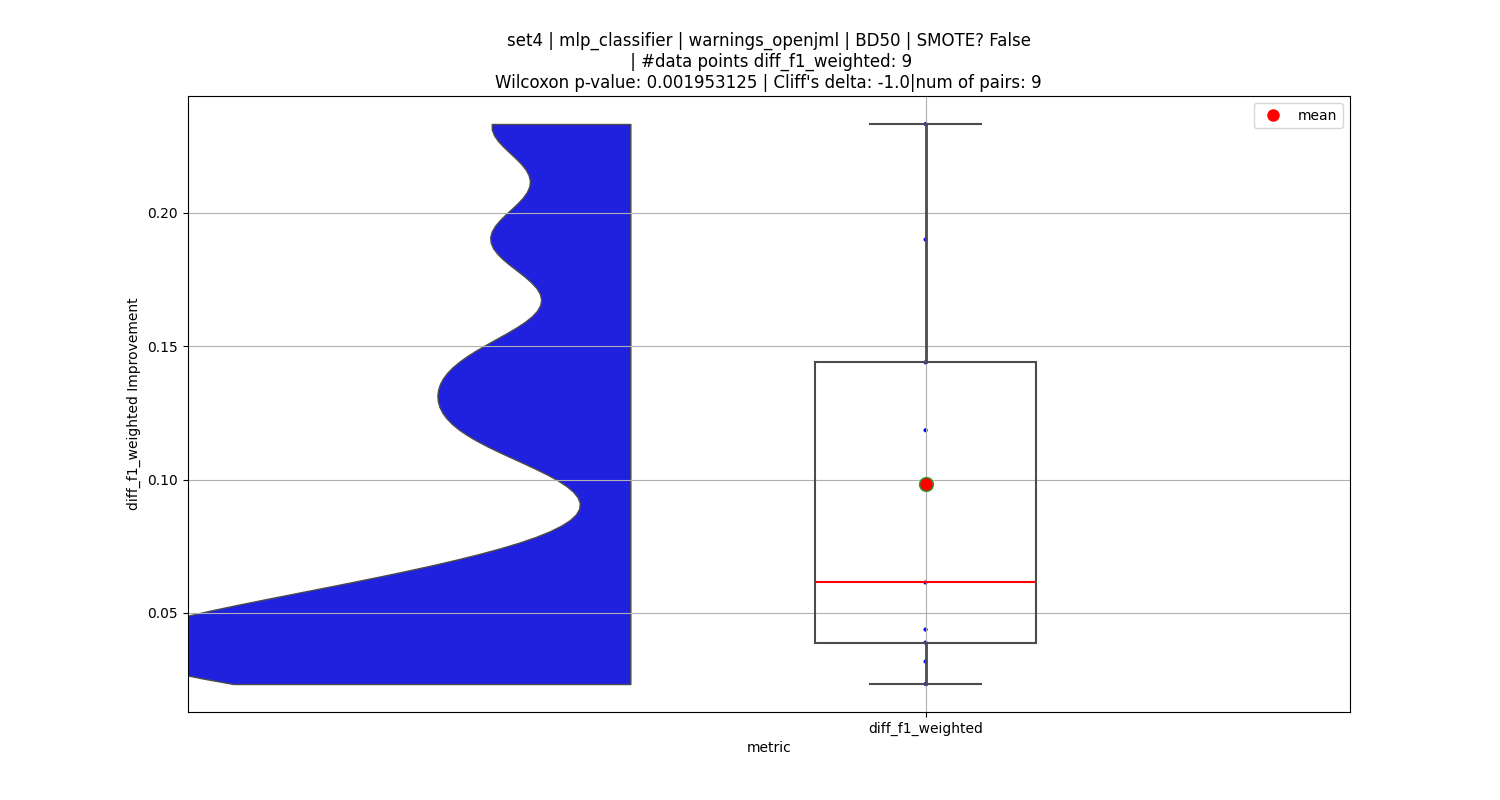 set4 | mlp_classifier | warnings_openjml | BD50 | SMOTE? False
| #data points diff_f1_weighted: 9
Wilcoxon p-value: 0.001953125 | Cliff's delta: -1.0|num of pairs: 9
mean
0.20
0.15
0.10
0.05
diff_f1_weighted Improvement
diff_f1_weighted
metric